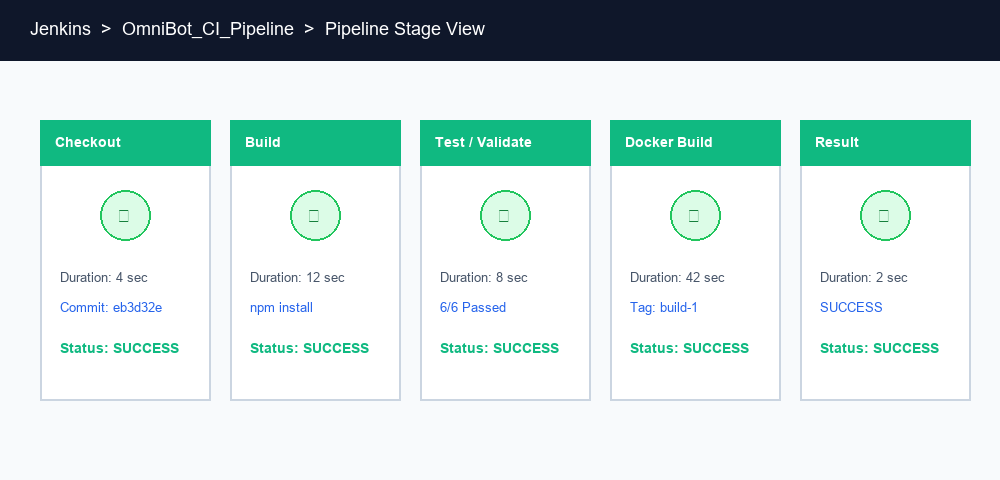 Jenkins > OmniBot_CI_Pipeline > Pipeline Stage View
Checkout
Duration: 4 sec
Commit: eb3d32e
Status: SUCCESS
Build
Duration: 12 sec
npm install
Status: SUCCESS
Test / Validate
Duration: 8 sec
6/6 Passed
Status: SUCCESS
Docker Build
Duration: 42 sec
Tag: build-1
Status: SUCCESS
Result
Duration: 2 sec
SUCCESS
Status: SUCCESS